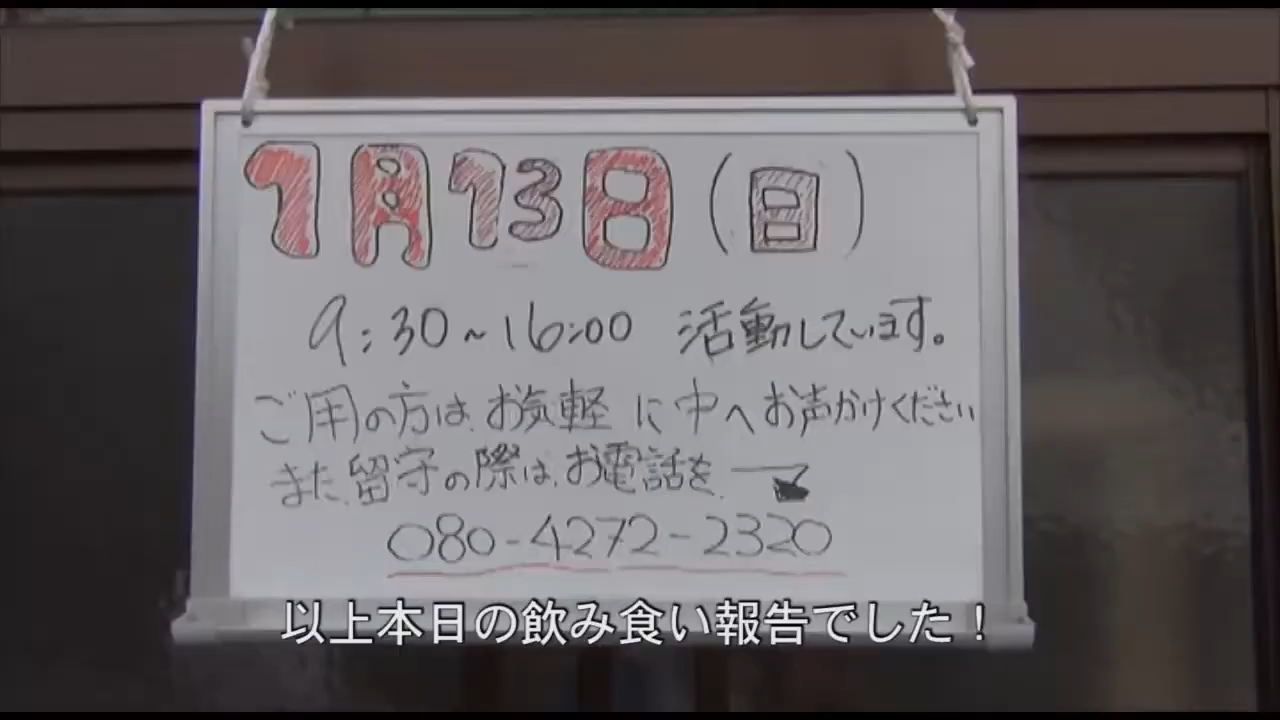 1月13日(日)
9:30~16:00 活動しています。
ご用の方は、お気軽に中へお声かけください
また、留守の際は、お電話を
080-4272-2320
以上本日の飲み食い報告でした！